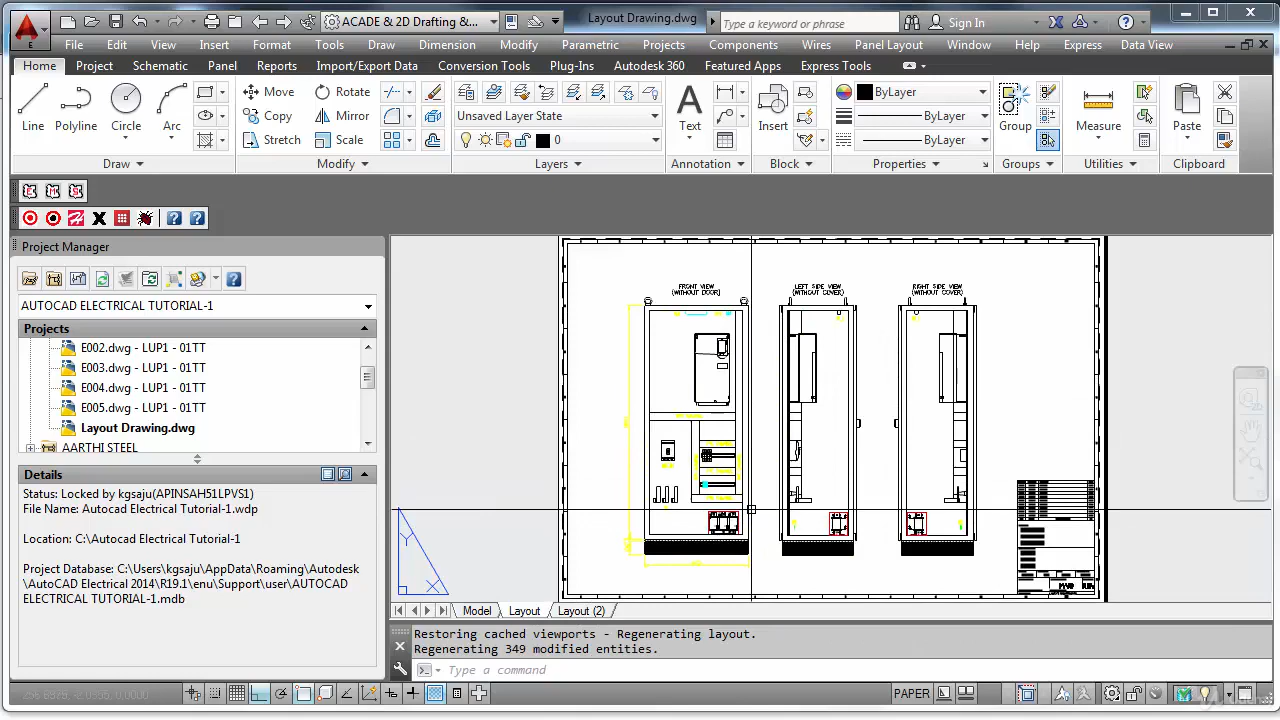 ACADE & 2D Drafting &
Layout Drawing.dwg
Type a keyword or phrase
Sign In
File Edit View Insert Format Tools Draw Dimension Modify Parametric Projects Components Wires Panel Layout Window Help Express Data View
Home Project Schematic Panel Reports Import/Export Data Conversion Tools Plug-Ins Autodesk 360 Featured Apps Express Tools
Line
Polyline
Circle
Arc
Move
Rotate
Copy
Mirror
Stretch
Scale
Unsaved Layer State
0
Text
Insert
ByLayer
ByLayer
ByLayer
Group
Measure
Paste
Draw
Modify
Layers
Annotation
Block
Properties
Groups
Utilities
Clipboard
Project Manager
AUTOCAD ELECTRICAL TUTORIAL-1
Projects
E002.dwg - LUP1 - 01TT
E003.dwg - LUP1 - 01TT
E004.dwg - LUP1 - 01TT
E005.dwg - LUP1 - 01TT
Layout Drawing.dwg
AARTHI STEEL
Details
Status: Locked by kgsaju(APINSAH51LPVS1)
File Name: Autocad Electrical Tutorial-1.wdp
Location: C:\Autocad Electrical Tutorial-1
Project Database: C:\Users\kgsaju\AppData\Roaming\Autodesk
\AutoCAD Electrical 2014\R19.1\enu\Support\user\AUTOCAD
ELECTRICAL TUTORIAL-1.mdb
FRONT VIEW
(WITHOUT DOOR)
LEFT SIDE VIEW
(WITHOUT COVER)
RIGHT SIDE VIEW
(WITHOUT COVER)
Y
X
Model Layout Layout (2)
Restoring cached viewports - Regenerating layout.
Regenerating 349 modified entities.
Type a command
PAPER